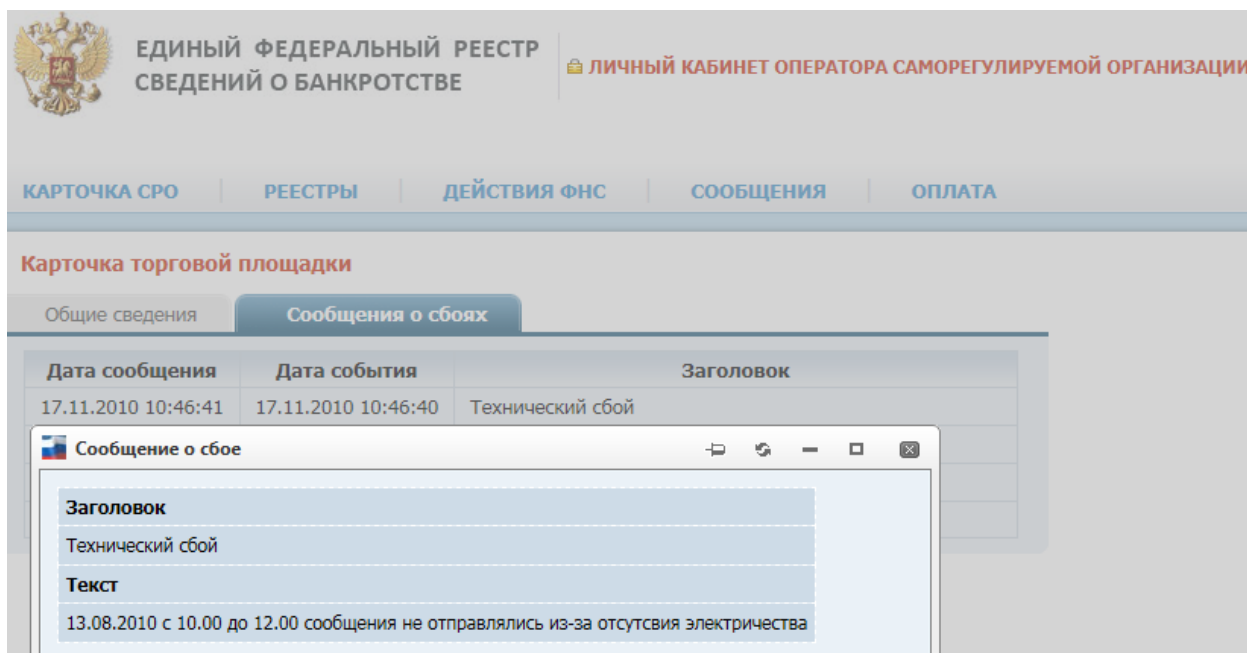 ЕДИНЫЙ ФЕДЕРАЛЬНЫЙ РЕЕСТР
СВЕДЕНИЙ О БАНКРОТСТВЕ
ЛИЧНЫЙ КАБИНЕТ ОПЕРАТОРА САМОРЕГУЛИРУЕМОЙ ОРГАНИЗАЦИИ
КАРТОЧКА СРО РЕЕСТРЫ ДЕЙСТВИЯ ФНС СООБЩЕНИЯ ОПЛАТА
Карточка торговой площадки
Общие сведения Сообщения о сбоях
Дата сообщения Дата события Заголовок
17.11.2010 10:46:41 17.11.2010 10:46:40 Технический сбой
Сообщение о сбое
Заголовок
Технический сбой
Текст
13.08.2010 с 10.00 до 12.00 сообщения не отправлялись из-за отсутсвия электричества